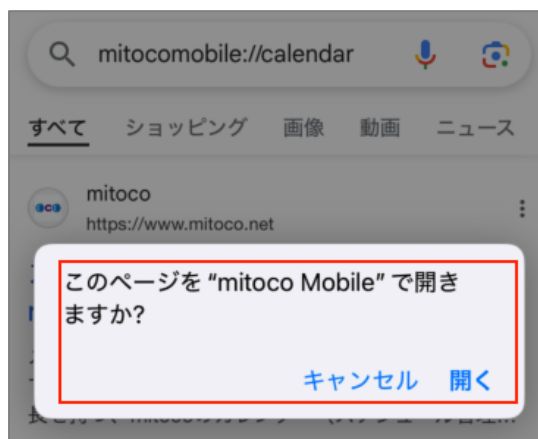 mitocomobile://calendar
すべて ショッピング 画像 動画 ニュース
mitoco
https://www.mitoco.net
このページを “mitoco Mobile” で開き
ますか?
キャンセル 開く